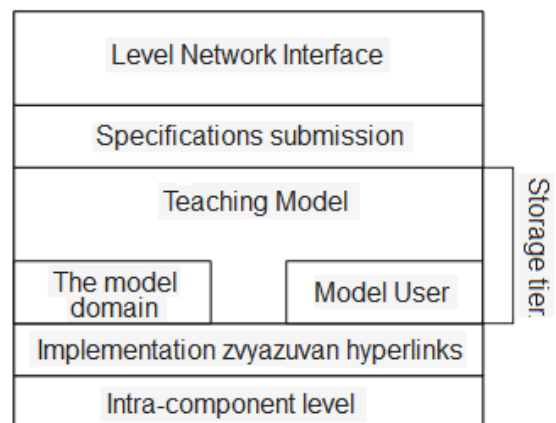 Level Network Interface
Specifications submission
Teaching Model
The model
domain
Model User
Storage tier.
Implementation zvyazuvan hyperlinks
Intra-component level